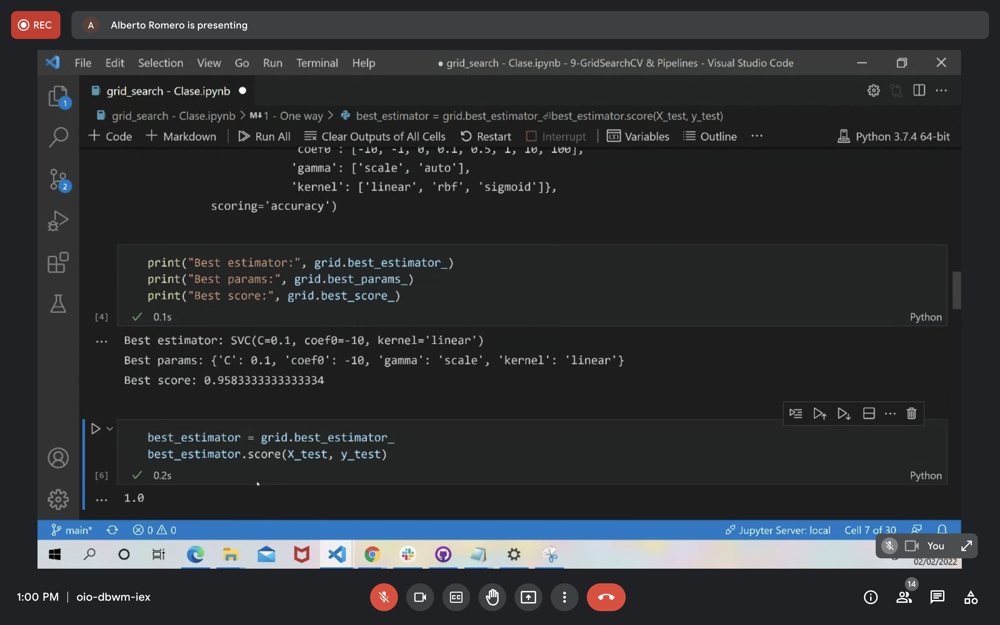 REC
A
Alberto Romero is presenting
File Edit Selection View Go Run Terminal Help
● grid_search - Clase.ipynb - 9-GridSearchCV & Pipelines - Visual Studio Code
1
grid_search - Clase.ipynb ●
grid_search - Clase.ipynb > M↓1 - One way > best_estimator = grid.best_estimator_⏎best_estimator.score(X_test, y_test)
+ Code + Markdown | Run All Clear Outputs of All Cells Restart Interrupt | Variables Outline ··· Python 3.7.4 64-bit
coef0 : [-10, -1, 0, 0.1, 0.5, 1, 10, 100],
'gamma': ['scale', 'auto'],
2
'kernel': ['linear', 'rbf', 'sigmoid']},
scoring='accuracy')
print("Best estimator:", grid.best_estimator_)
print("Best params:", grid.best_params_)
print("Best score:", grid.best_score_)
[4] ✓ 0.1s Python
... Best estimator: SVC(C=0.1, coef0=-10, kernel='linear')
Best params: {'C': 0.1, 'coef0': -10, 'gamma': 'scale', 'kernel': 'linear'}
Best score: 0.9583333333333334
best_estimator = grid.best_estimator_
best_estimator.score(X_test, y_test)
[6] ✓ 0.2s Python
... 1.0
main* 0 0 Jupyter Server: local Cell 7 of 30
You
02/02/2022
1:00 PM | oio-dbwm-iex
CC
14